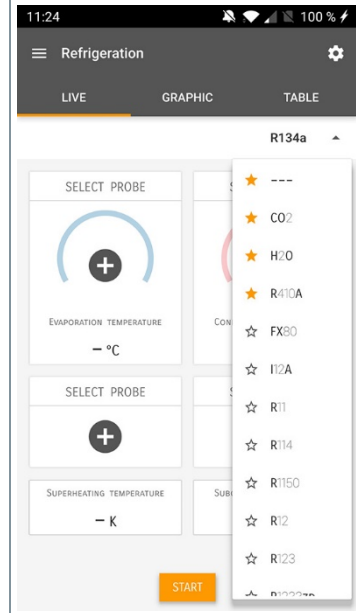 11:24 100 %
Refrigeration
LIVE GRAPHIC TABLE
R134a
SELECT PROBE
EVAPORATION TEMPERATURE
– °C
SELECT PROBE
SUPERHEATING TEMPERATURE
– K
START
---
CO2
H2O
R410A
FX80
I12A
R11
R114
R1150
R12
R123